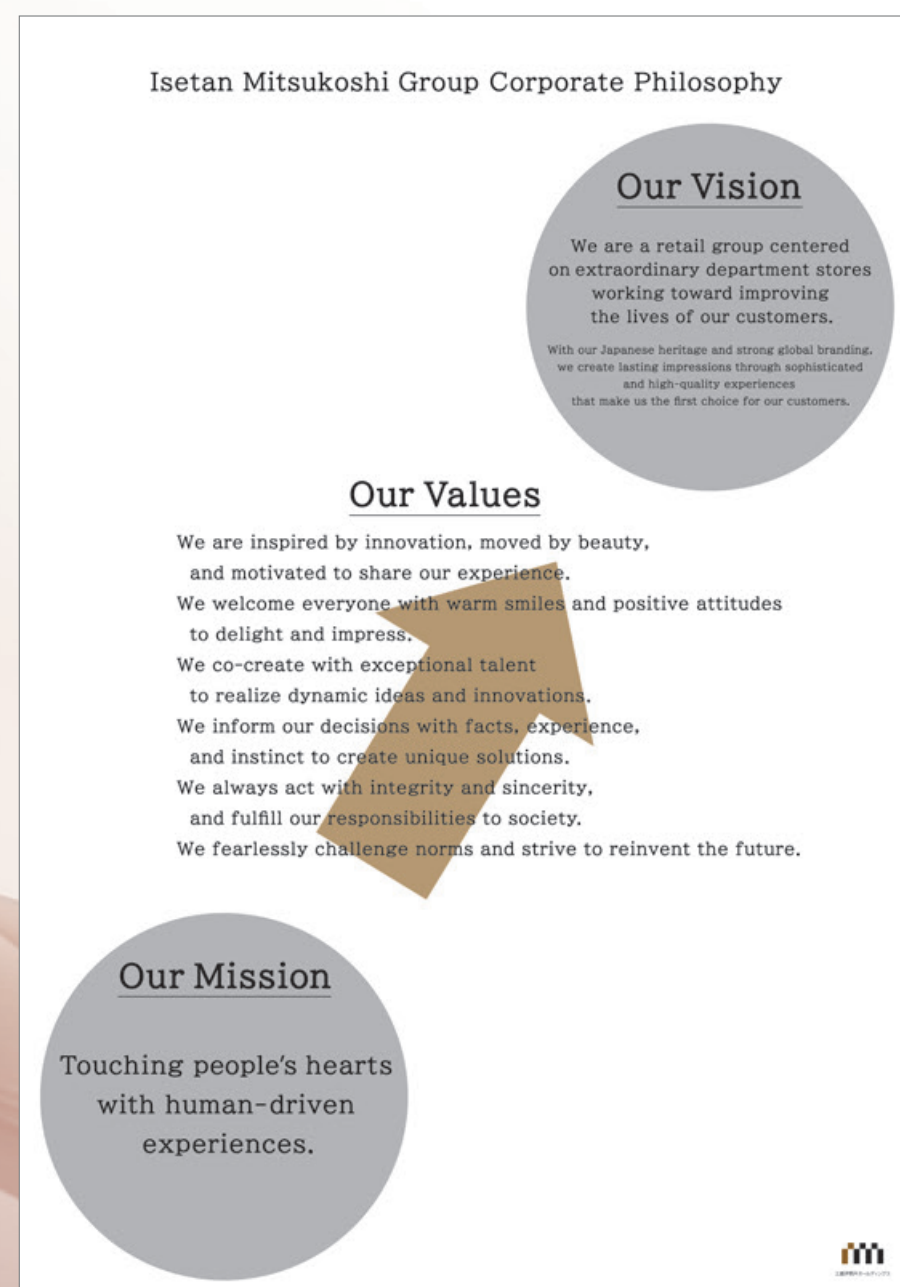 Isetan Mitsukoshi Group Corporate Philosophy
Our Vision
We are a retail group centered
on extraordinary department stores
working toward improving
the lives of our customers.
With our Japanese heritage and strong global branding,
we create lasting impressions through sophisticated
and high-quality experiences
that make us the first choice for our customers.
Our Values
We are inspired by innovation, moved by beauty,
and motivated to share our experience.
We welcome everyone with warm smiles and positive attitudes
to delight and impress.
We co-create with exceptional talent
to realize dynamic ideas and innovations.
We inform our decisions with facts, experience,
and instinct to create unique solutions.
We always act with integrity and sincerity,
and fulfill our responsibilities to society.
We fearlessly challenge norms and strive to reinvent the future.
Our Mission
Touching people's hearts
with human-driven
experiences.